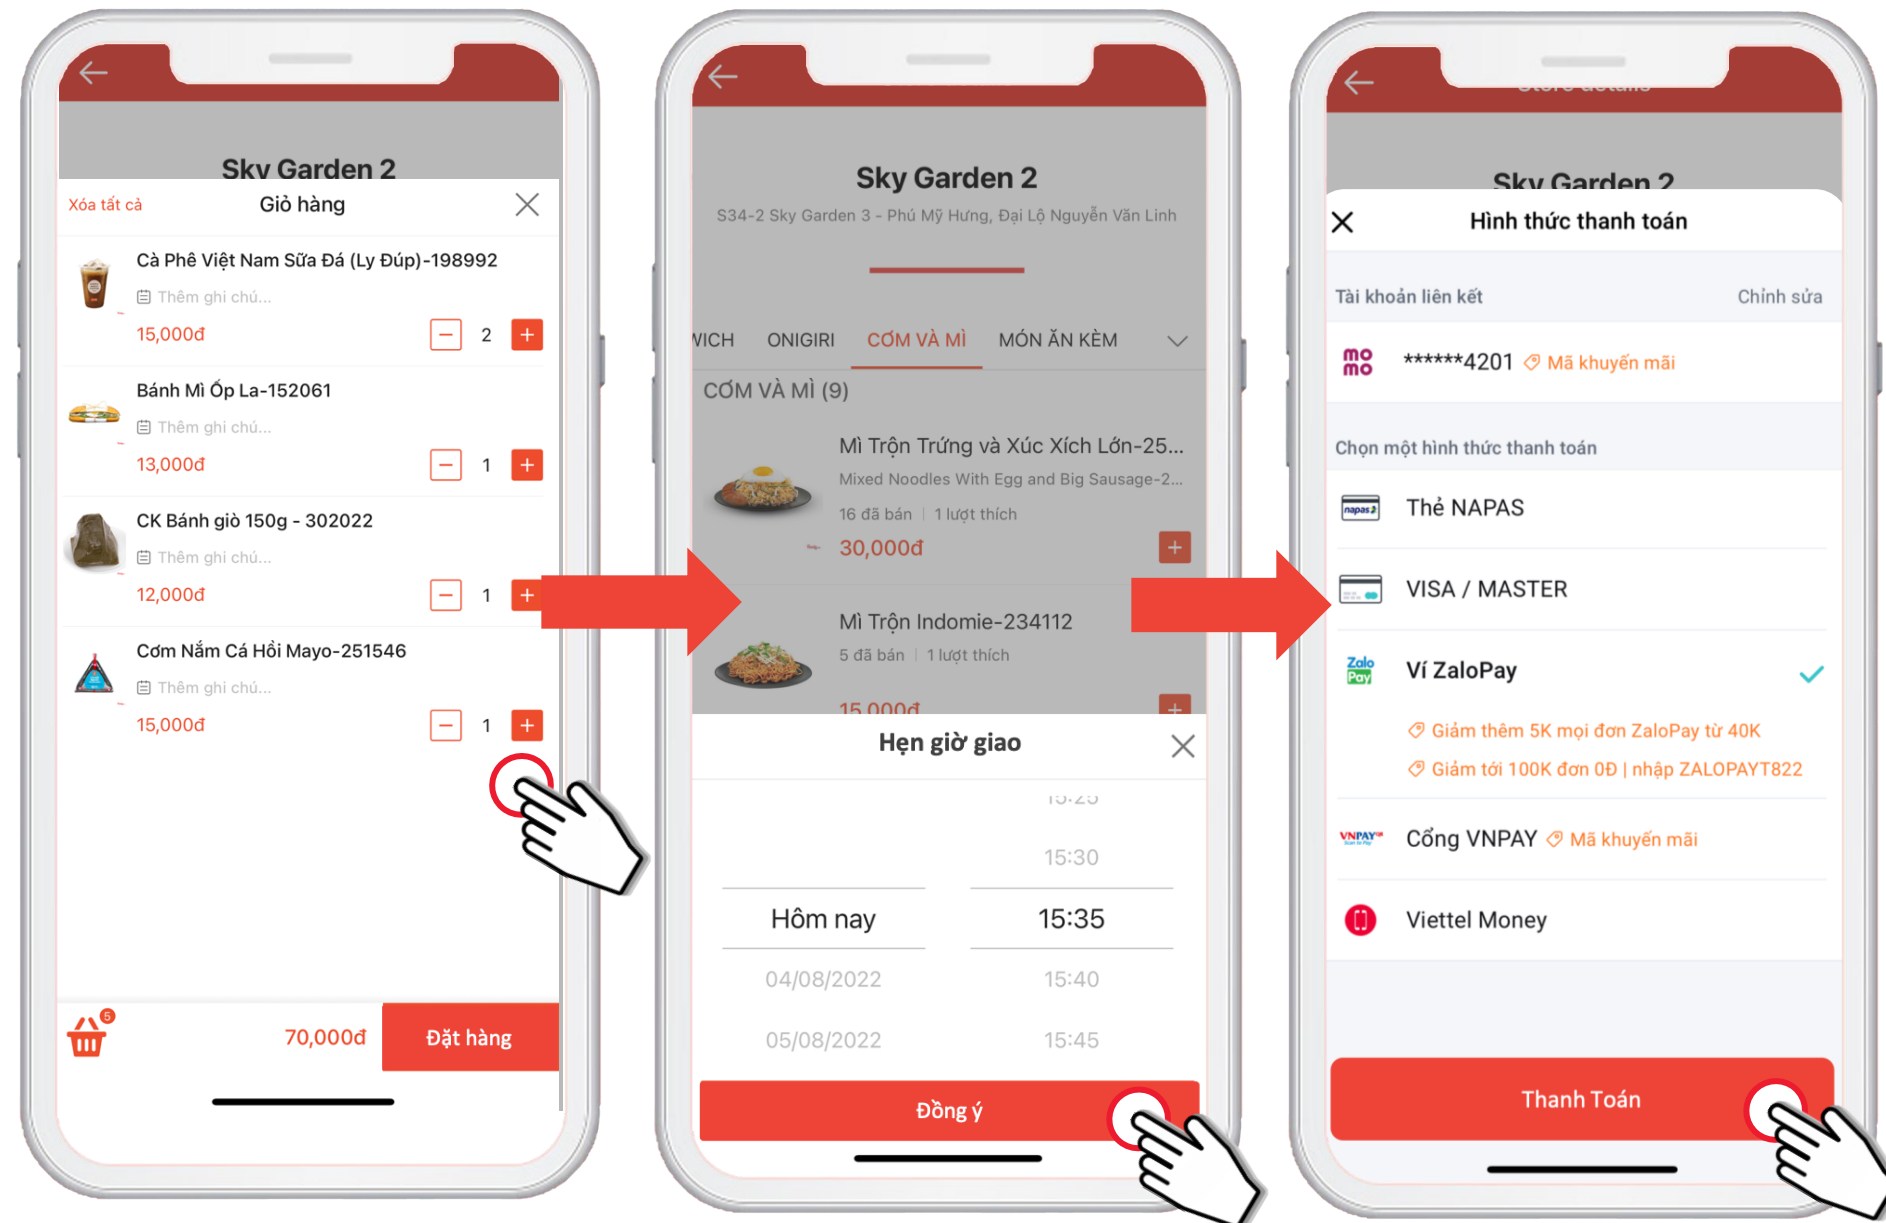 Sky Garden 2
Xóa tất cả
Giỏ hàng
Cà Phê Việt Nam Sữa Đá (Ly Đúp)-198992
Thêm ghi chú...
15,000đ
2
Bánh Mì Ốp La-152061
Thêm ghi chú...
13,000đ
1
CK Bánh giò 150g - 302022
Thêm ghi chú...
12,000đ
1
Cơm Nắm Cá Hồi Mayo-251546
Thêm ghi chú...
15,000đ
1
5
70,000đ
Đặt hàng
Sky Garden 2
S34-2 Sky Garden 3 - Phú Mỹ Hưng, Đại Lộ Nguyễn Văn Linh
WICH
ONIGIRI
CƠM VÀ MÌ
MÓN ĂN KÈM
CƠM VÀ MÌ (9)
Mì Trộn Trứng và Xúc Xích Lớn-25...
Mixed Noodles With Egg and Big Sausage-2...
16 đã bán | 1 lượt thích
30,000đ
Mì Trộn Indomie-234112
5 đã bán | 1 lượt thích
15,000đ
Hẹn giờ giao
15:25
15:30
Hôm nay 15:35
04/08/2022 15:40
05/08/2022 15:45
Đồng ý
Store details
Sky Garden 2
Hình thức thanh toán
Tài khoản liên kết
Chỉnh sửa
momo
******4201
Mã khuyến mãi
Chọn một hình thức thanh toán
napas
Thẻ NAPAS
VISA / MASTER
Zalo
Pay
Ví ZaloPay
Giảm thêm 5K mọi đơn ZaloPay từ 40K
Giảm tới 100K đơn 0Đ | nhập ZALOPAYT822
VNPAY
Cổng VNPAY
Mã khuyến mãi
Viettel Money
Thanh Toán